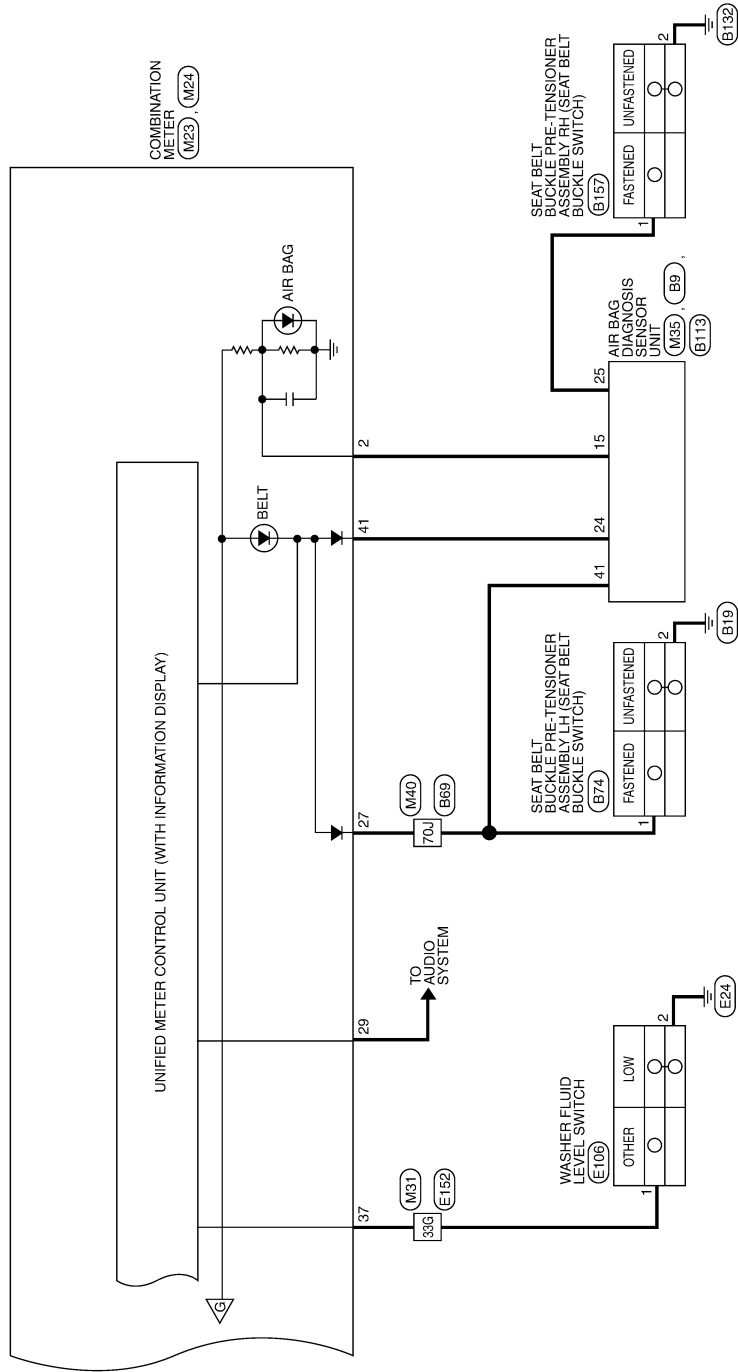 COMBINATION
METER
M23 , M24
UNIFIED METER CONTROL UNIT (WITH INFORMATION DISPLAY)
G
BELT
AIR BAG
37
29
27
41
2
M31
33G
E152
TO
AUDIO
SYSTEM
M40
70J
B69
WASHER FLUID
LEVEL SWITCH
E106
OTHER
LOW
1
2
E24
SEAT BELT
BUCKLE PRE-TENSIONER
ASSEMBLY LH (SEAT BELT
BUCKLE SWITCH)
B74
FASTENED
UNFASTENED
1
2
B19
41
24
15
25
AIR BAG
DIAGNOSIS
SENSOR
UNIT
M35 , B9 ,
B113
SEAT BELT
BUCKLE PRE-TENSIONER
ASSEMBLY RH (SEAT BELT
BUCKLE SWITCH)
B157
FASTENED
UNFASTENED
1
2
B132